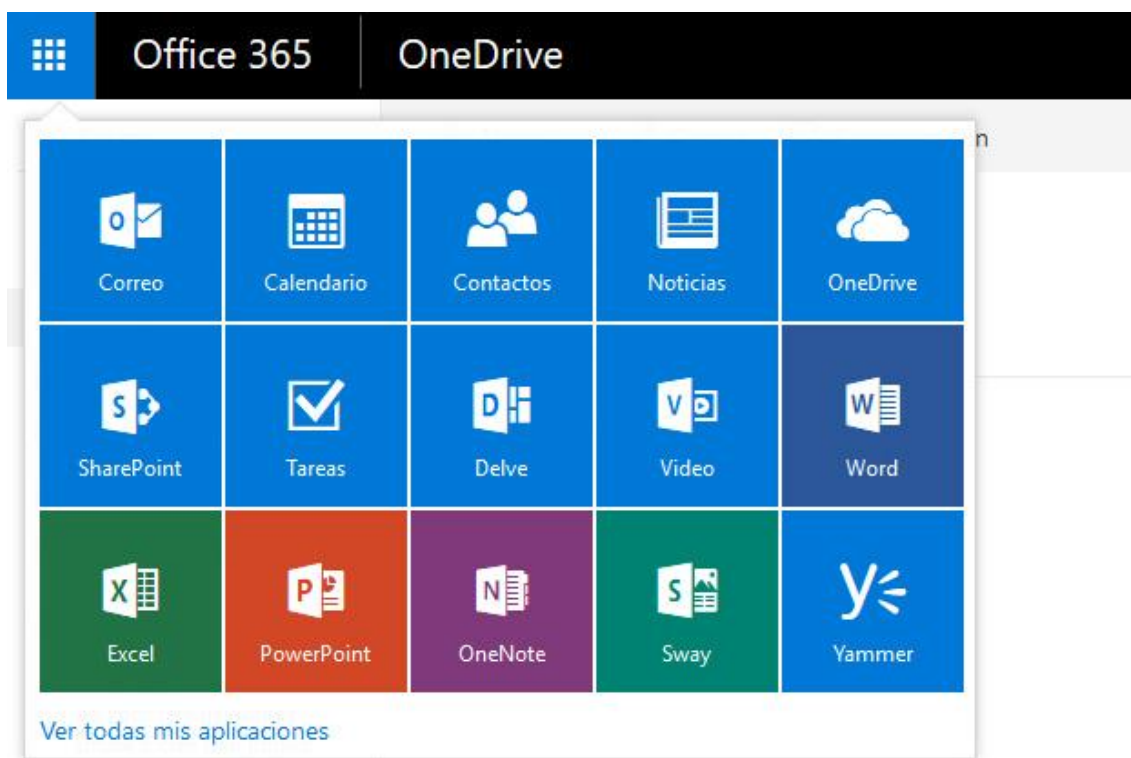 Office 365 OneDrive
n
Correo Calendario Contactos Noticias OneDrive
SharePoint Tareas Delve Video Word
Excel PowerPoint OneNote Sway Yammer
Ver todas mis aplicaciones